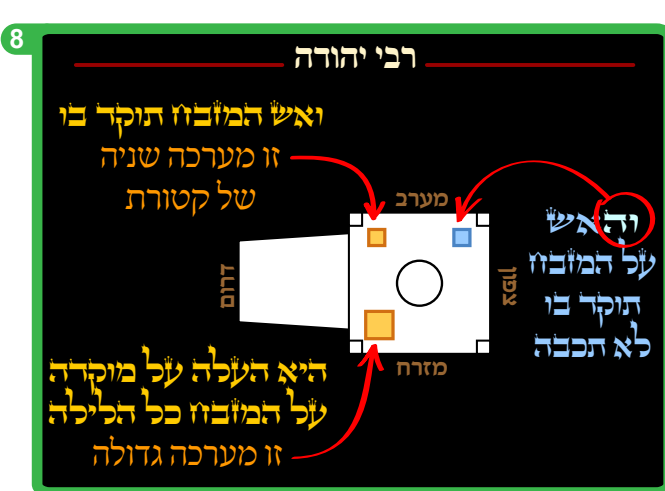 8
רבי יהודה
ואש המזבח תוקד בו
זו מערכה שניה
של קטורת
והאש
על המזבח
תוקד בו
לא תכבה
מערב
דרום
צפון
מזרח
היא העלה על מוקדה
על המזבח כל הלילה
זו מערכה גדולה